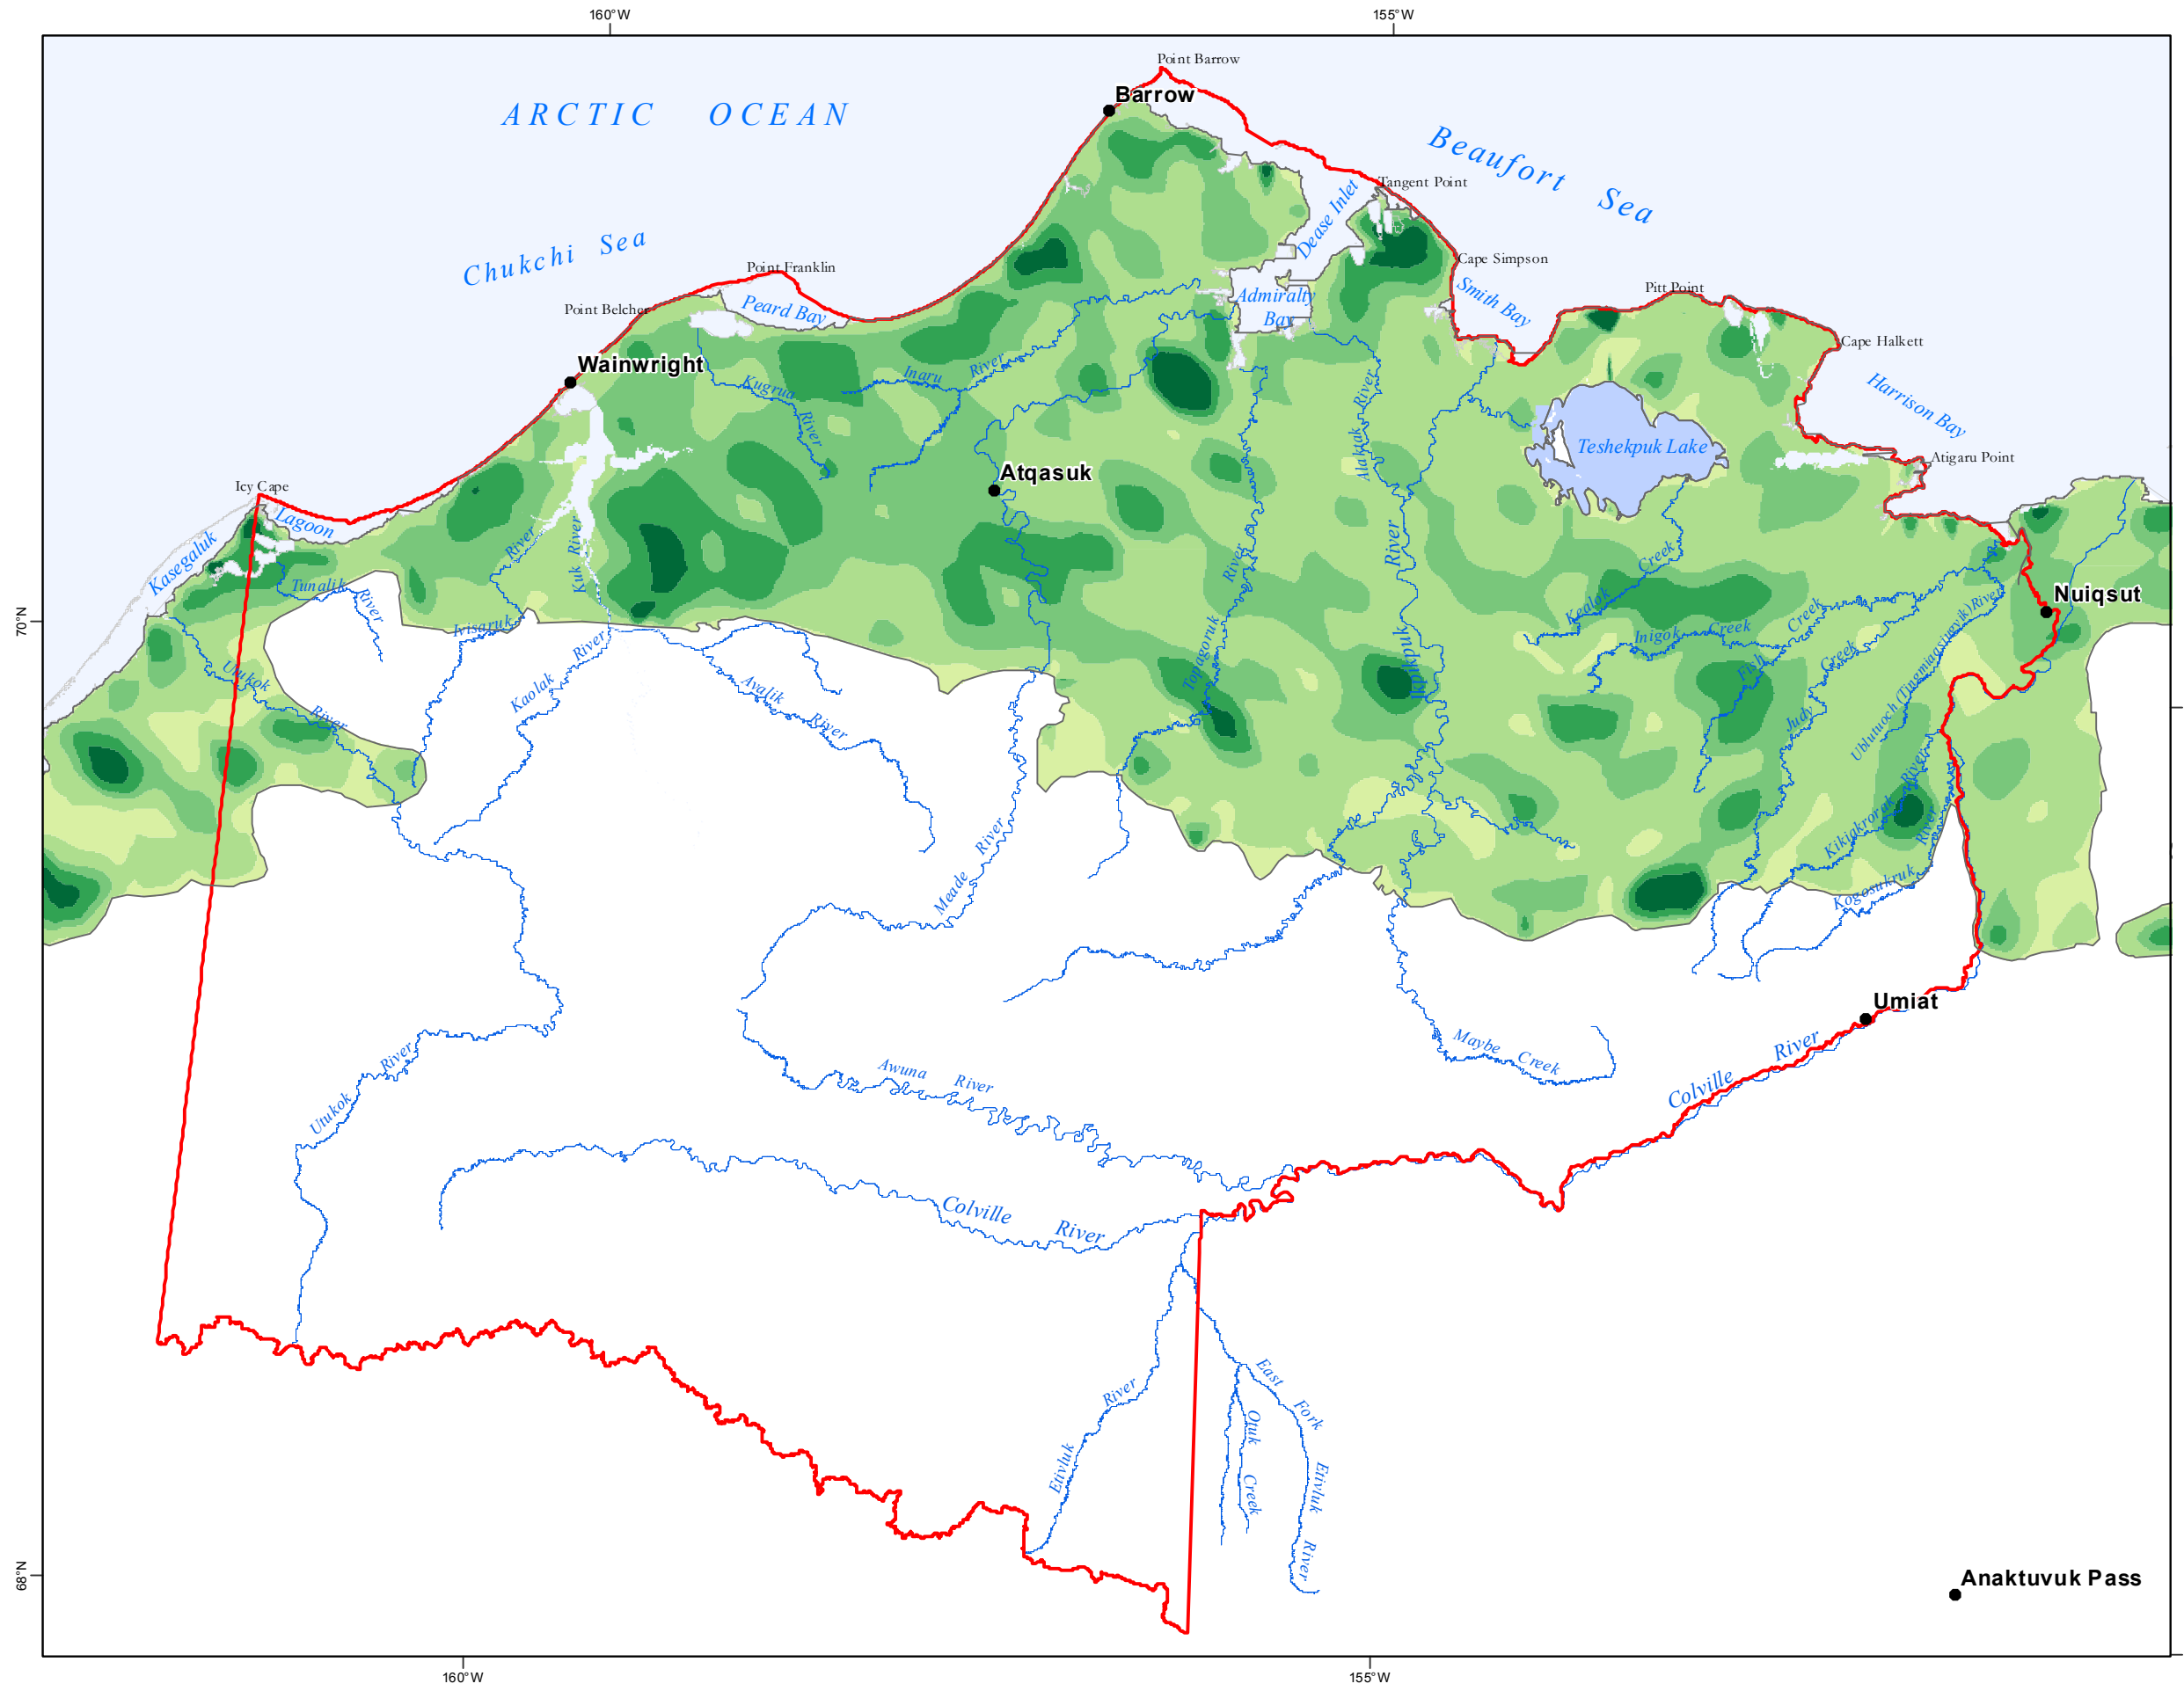 160°W 155°W
Point Barrow
Barrow
ARCTIC OCEAN
Beaufort Sea
Tangent Point
Dease Inlet
Chukchi Sea
Cape Simpson
Point Franklin
Pitt Point
Smith Bay
Admiralty
Bay
Point Belcher
Peard Bay
Cape Halkett
Wainwright
Inaru River
Kugrua River
Harrison Bay
Alaktak River
Teshekpuk Lake
Atigaru Point
Atqasuk
Icy Cape
Kasegaluk Lagoon
River
Kuk River
Tunalik River
Kealok Creek
Nuiqsut
70°N
Ivisaruk
Kaolak River
Inigok Creek
Fish Creek
Judy Creek
Ublutuoch (Tingmiaqsiugvik) River
Topagoruk River
Ikpikpuk River
Utukok River
Avalik River
Kikiakrorak River
Kogosukruk River
Meade River
Umiat
Maybe Creek
Colville River
Awuna River
Utukok River
Colville River
Etivluk River
East Fork Etivluk River
Otuk Creek
68°N
Anaktuvuk Pass
160°W 155°W